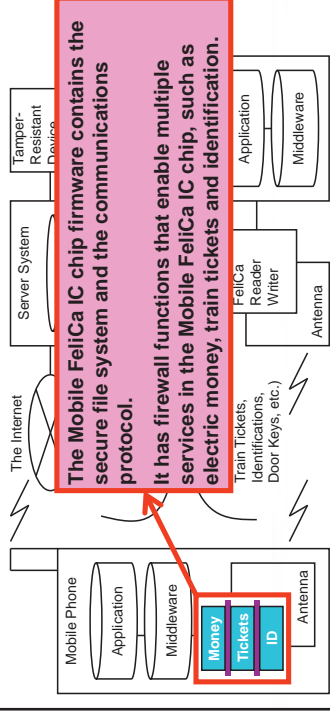 Mobile Phone
Application
Middleware
Money
Tickets
ID
Antenna
The Internet
Server System
Tamper-
Resistant
Device
The Mobile FeliCa IC chip firmware contains the
secure file system and the communications
protocol.
It has firewall functions that enable multiple
services in the Mobile FeliCa IC chip, such as
electric money, train tickets and identification.
Train Tickets,
Identifications,
Door Keys, etc.)
FeliCa
Reader
Writer
Antenna
Application
Middleware